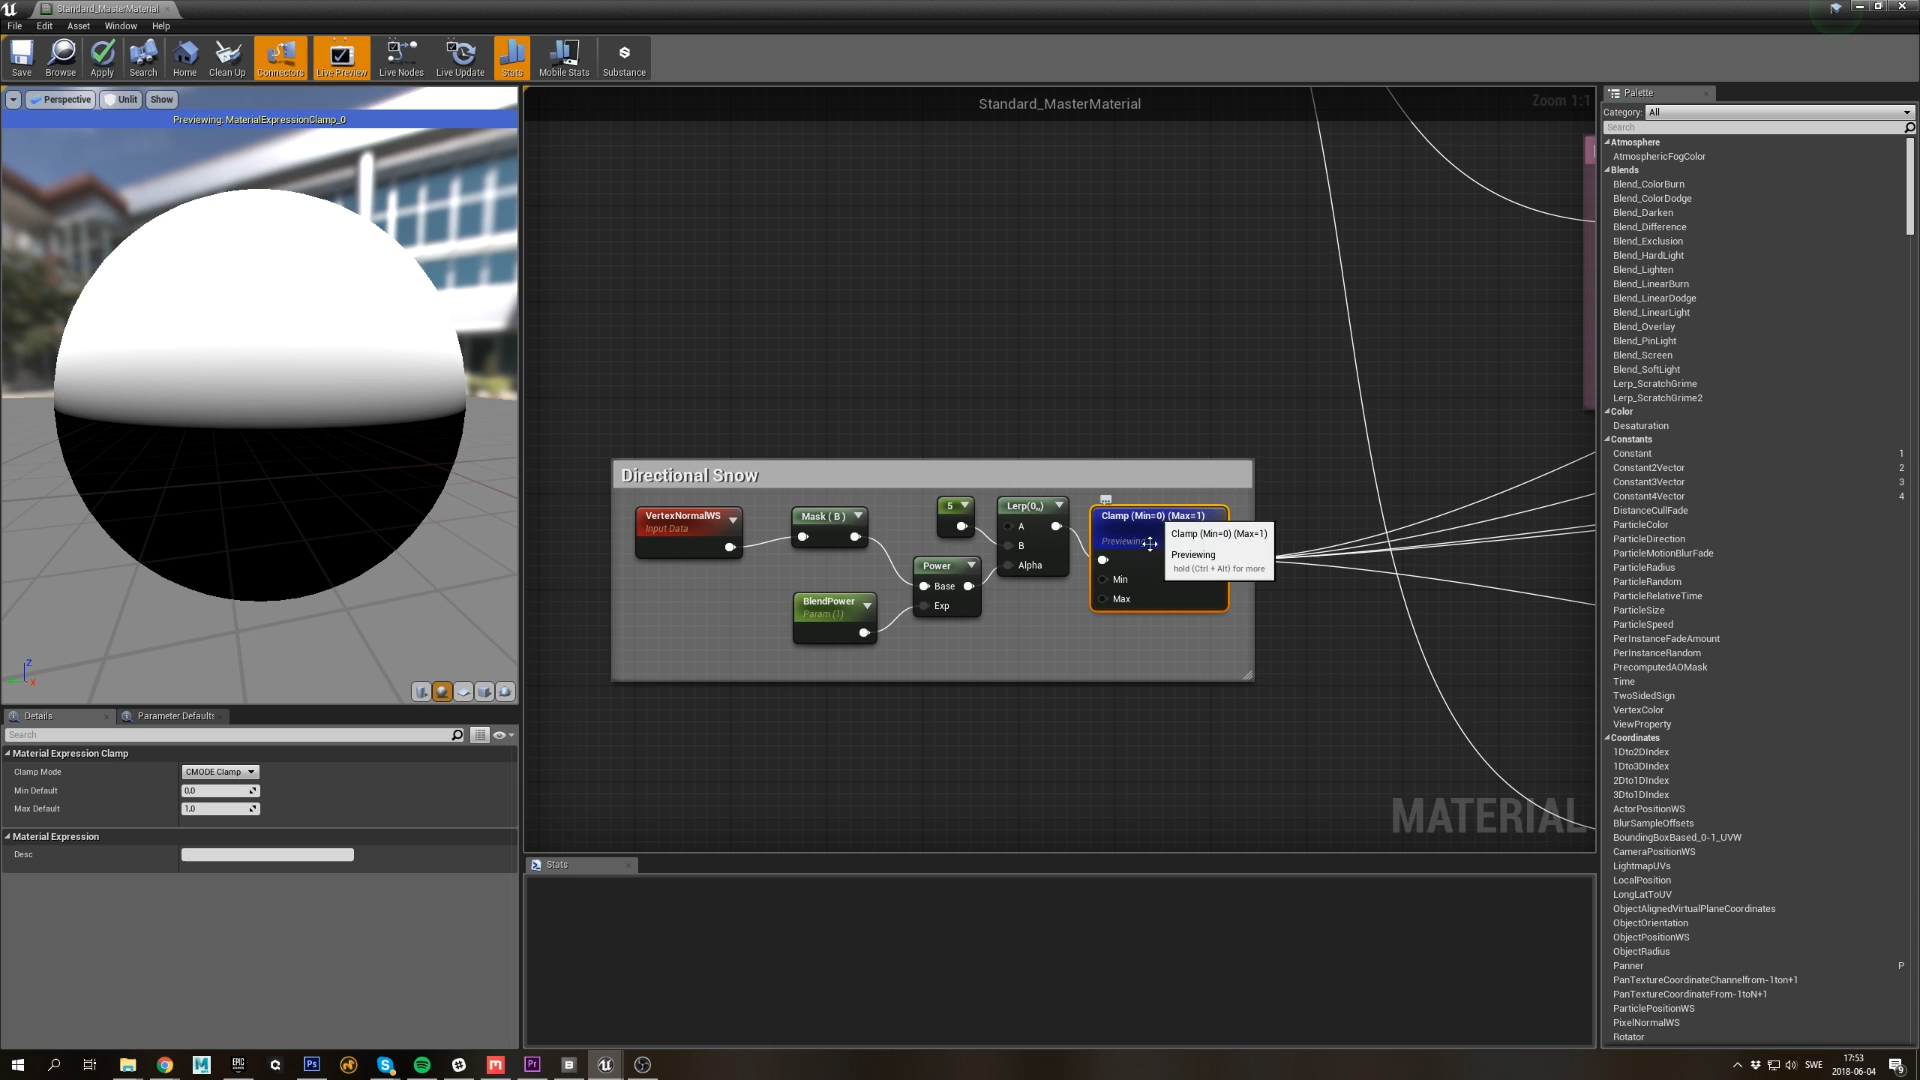 Standard_MasterMaterial
File Edit Asset Window Help
Save Browse Apply Search Home Clean Up Connectors Live Preview Live Nodes Live Update Stats Mobile Stats Substance
Perspective Unlit Show
Previewing: MaterialExpressionClamp_0
Z
X
Details Parameter Defaults
Search
Material Expression Clamp
Clamp Mode CMODE Clamp
Min Default 0,0
Max Default 1,0
Material Expression
Desc
Standard_MasterMaterial
Zoom 1:1
Directional Snow
VertexNormalWS
Input Data
Mask ( B )
BlendPower
Param (1)
Power
Base
Exp
5
Lerp(0,,)
A
B
Alpha
Clamp (Min=0) (Max=1)
Previewing
Min
Max
Clamp (Min=0) (Max=1)
Previewing
hold (Ctrl + Alt) for more
MATERIAL
Stats
Palette
Category: All
Search
Atmosphere
AtmosphericFogColor
Blends
Blend_ColorBurn
Blend_ColorDodge
Blend_Darken
Blend_Difference
Blend_Exclusion
Blend_HardLight
Blend_Lighten
Blend_LinearBurn
Blend_LinearDodge
Blend_LinearLight
Blend_Overlay
Blend_PinLight
Blend_Screen
Blend_SoftLight
Lerp_ScratchGrime
Lerp_ScratchGrime2
Color
Desaturation
Constants
Constant 1
Constant2Vector 2
Constant3Vector 3
Constant4Vector 4
DistanceCullFade
ParticleColor
ParticleDirection
ParticleMotionBlurFade
ParticleRadius
ParticleRandom
ParticleRelativeTime
ParticleSize
ParticleSpeed
PerInstanceFadeAmount
PerInstanceRandom
PrecomputedAOMask
Time
TwoSidedSign
VertexColor
ViewProperty
Coordinates
1Dto2DIndex
1Dto3DIndex
2Dto1DIndex
3Dto1DIndex
ActorPositionWS
BlurSampleOffsets
BoundingBoxBased_0-1_UVW
CameraPositionWS
LightmapUVs
LocalPosition
LongLatToUV
ObjectAlignedVirtualPlaneCoordinates
ObjectOrientation
ObjectPositionWS
ObjectRadius
Panner P
PanTextureCoordinateChannelfrom-1ton+1
PanTextureCoordinateFrom-1toN+1
ParticlePositionWS
PixelNormalWS
Rotator
EPIC
Ps
Pr
SWE
17:53
2018-06-04